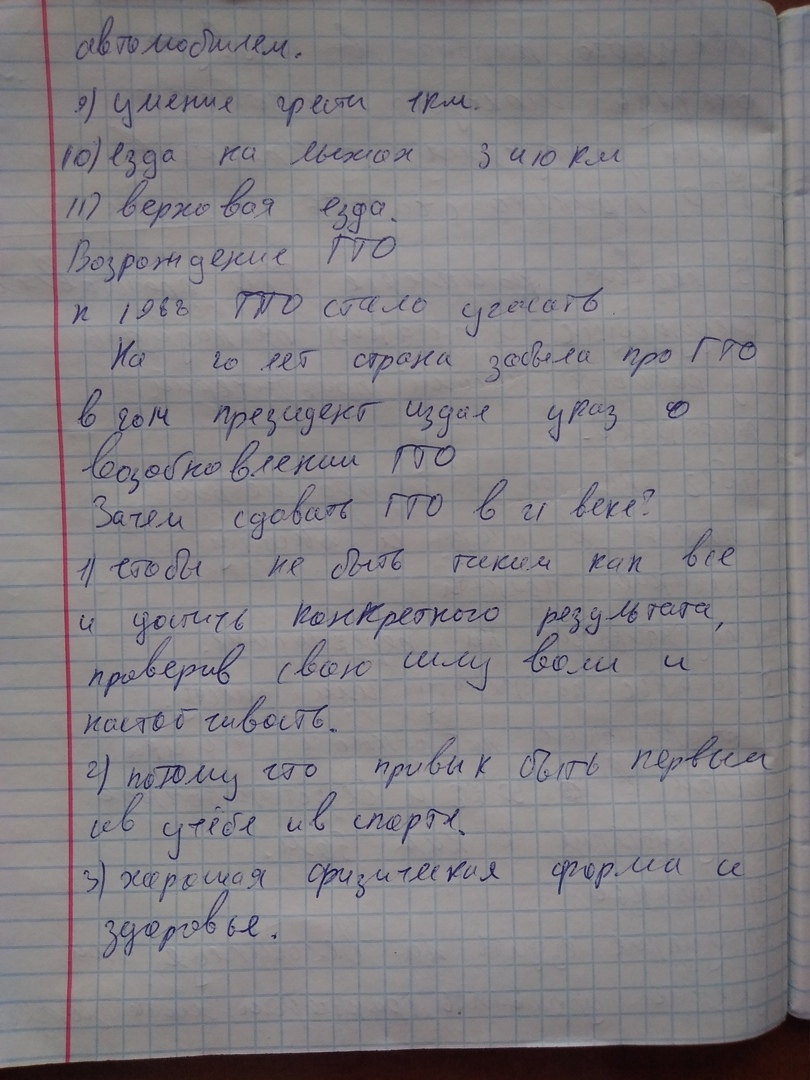 автомобилем.
9) умение грести 1км.
10) езда на лыжах 3 и 10 км
11) верховая езда.
Возрождение ГТО
к ГТО стало угасать.
На 20 лет страна забыла про ГТО
в президент издал указ о
возобновлении ГТО
Зачем сдавать ГТО в 21 веке?
1) чтобы не быть таким как все
и достичь конкретного результата,
проверив свою силу воли и
настойчивость.
2) потому что привык быть первым
и в учёбе и в спорте.
3) хорошая физическая форма и
здоровье.